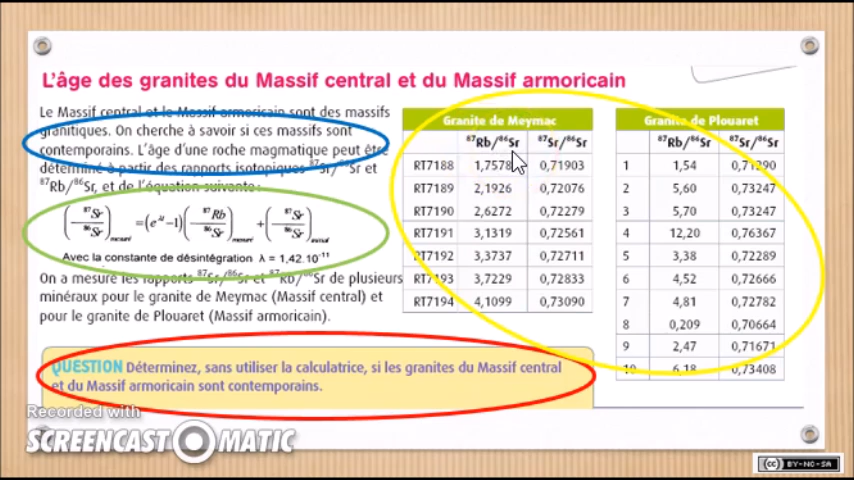 L'âge des granites du Massif central et du Massif armoricain
Le Massif central et le Massif armoricain sont des massifs
granitiques. On cherche à savoir si ces massifs sont
contemporains. L'âge d'une roche magmatique peut être
déterminé à partir des rapports isotopiques ⁸⁷Sr/⁸⁶Sr et
⁸⁷Rb/⁸⁶Sr, et de l'équation suivante :
(⁸⁷Sr/⁸⁶Sr)mesuré = (e^λt − 1) (⁸⁷Rb/⁸⁶Sr)mesuré + (⁸⁷Sr/⁸⁶Sr)initial
Avec la constante de désintégration λ = 1,42.10⁻¹¹
On a mesuré les rapports ⁸⁷Sr/⁸⁶Sr et ⁸⁷Rb/⁸⁶Sr de plusieurs
minéraux pour le granite de Meymac (Massif central) et
pour le granite de Plouaret (Massif armoricain).
QUESTION Déterminez, sans utiliser la calculatrice, si les granites du Massif central
et du Massif armoricain sont contemporains.
Granite de Meymac
⁸⁷Rb/⁸⁶Sr ⁸⁷Sr/⁸⁶Sr
RT7188 1,7578 0,71903
RT7189 2,1926 0,72076
RT7190 2,6272 0,72279
RT7191 3,1319 0,72561
RT7192 3,3737 0,72711
RT7193 3,7229 0,72833
RT7194 4,1099 0,73090
Granite de Plouaret
⁸⁷Rb/⁸⁶Sr ⁸⁷Sr/⁸⁶Sr
1 1,54 0,71290
2 5,60 0,73247
3 5,70 0,73247
4 12,20 0,76367
5 3,38 0,72289
6 4,52 0,72666
7 4,81 0,72782
8 0,209 0,70664
9 2,47 0,71671
10 6,18 0,73408
Recorded with
SCREENCAST MATIC
cc BY-NC-SA